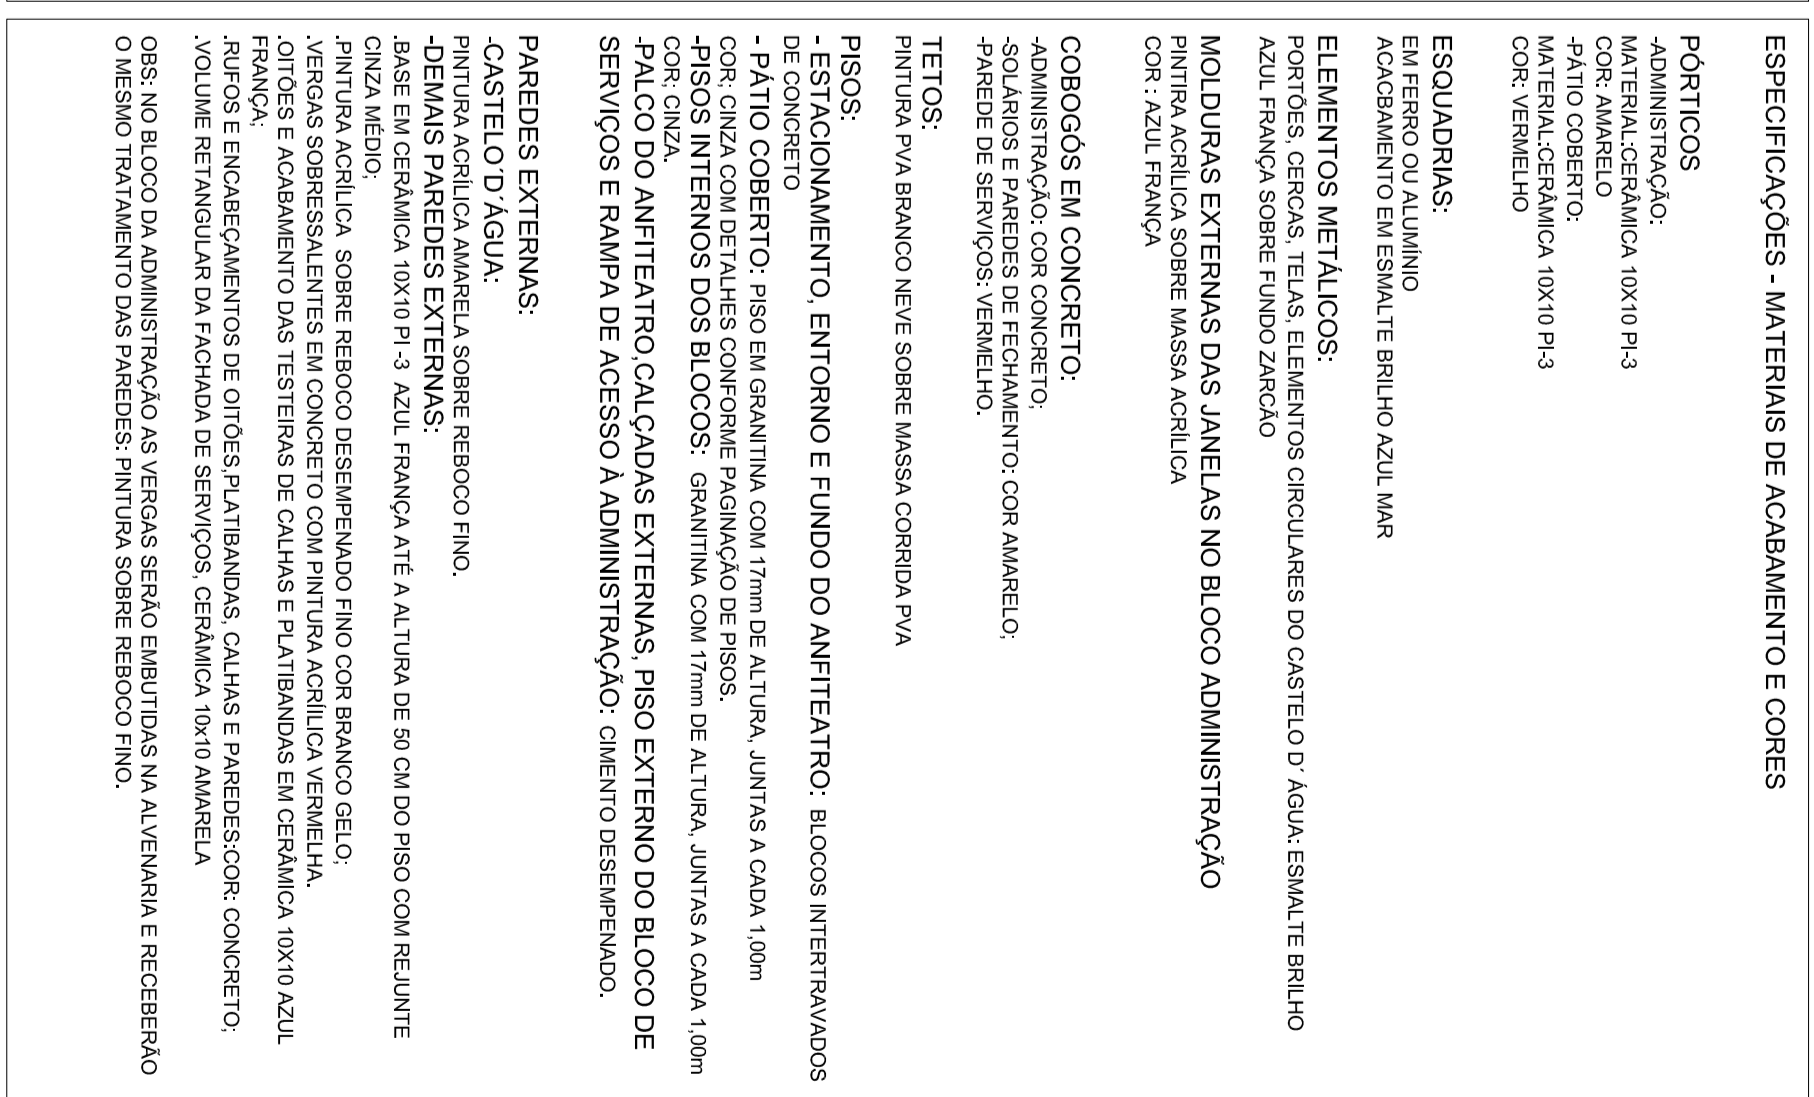 ESPECIFICAÇÕES - MATERIAIS DE ACABAMENTO E CORES
PÓRTICOS
-ADMINISTRAÇÃO:
MATERIAL:CERÂMICA 10X10 PI-3
COR: AMARELO
-PÁTIO COBERTO:
MATERIAL:CERÂMICA 10X10 PI-3
COR: VERMELHO
ESQUADRIAS:
EM FERRO OU ALUMÍNIO
ACACBAMENTO EM ESMALTE BRILHO AZUL MAR
ELEMENTOS METÁLICOS:
PORTÕES, CERCAS, TELAS, ELEMENTOS CIRCULARES DO CASTELO D´ ÁGUA: ESMALTE BRILHO
AZUL FRANÇA SOBRE FUNDO ZARCÃO
MOLDURAS EXTERNAS DAS JANELAS NO BLOCO ADMINISTRAÇÃO
PINTIRA ACRÍLICA SOBRE MASSA ACRÍLICA
COR : AZUL FRANÇA
COBOGÓS EM CONCRETO:
-ADMINISTRAÇÃO: COR CONCRETO;
-SOLÁRIOS E PAREDES DE FECHAMENTO: COR AMARELO;
-PAREDE DE SERVIÇOS: VERMELHO.
TETOS:
PINTURA PVA BRANCO NEVE SOBRE MASSA CORRIDA PVA
PISOS:
- ESTACIONAMENTO, ENTORNO E FUNDO DO ANFITEATRO: BLOCOS INTERTRAVADOS
DE CONCRETO
- PÁTIO COBERTO: PISO EM GRANITINA COM 17mm DE ALTURA, JUNTAS A CADA 1,00m
COR; CINZA COM DETALHES CONFORME PAGINAÇÃO DE PISOS.
-PISOS INTERNOS DOS BLOCOS: GRANITINA COM 17mm DE ALTURA, JUNTAS A CADA 1,00m
COR; CINZA.
-PALCO DO ANFITEATRO,CALÇADAS EXTERNAS, PISO EXTERNO DO BLOCO DE
SERVIÇOS E RAMPA DE ACESSO À ADMINISTRAÇÃO: CIMENTO DESEMPENADO.
PAREDES EXTERNAS:
-CASTELO´D´ÁGUA:
PINTURA ACRÍLICA AMARELA SOBRE REBOCO FINO.
-DEMAIS PAREDES EXTERNAS:
.BASE EM CERÂMICA 10X10 PI -3 AZUL FRANÇA ATÉ A ALTURA DE 50 CM DO PISO COM REJUNTE
CINZA MÉDIO;
.PINTURA ACRÍLICA SOBRE REBOCO DESEMPENADO FINO COR BRANCO GELO;
.VERGAS SOBRESSALENTES EM CONCRETO COM PINTURA ACRÍILICA VERMELHA.
.OITÕES E ACABAMENTO DAS TESTEIRAS DE CALHAS E PLATIBANDAS EM CERÂMICA 10X10 AZUL
FRANÇA;
.RUFOS E ENCABEÇAMENTOS DE OITÕES,PLATIBANDAS, CALHAS E PAREDES:COR: CONCRETO;
.VOLUME RETANGULAR DA FACHADA DE SERVIÇOS, CERÂMICA 10x10 AMARELA
OBS: NO BLOCO DA ADMINISTRAÇÃO AS VERGAS SERÃO EMBUTIDAS NA ALVENARIA E RECEBERÃO
O MESMO TRATAMENTO DAS PAREDES: PINTURA SOBRE REBOCO FINO.